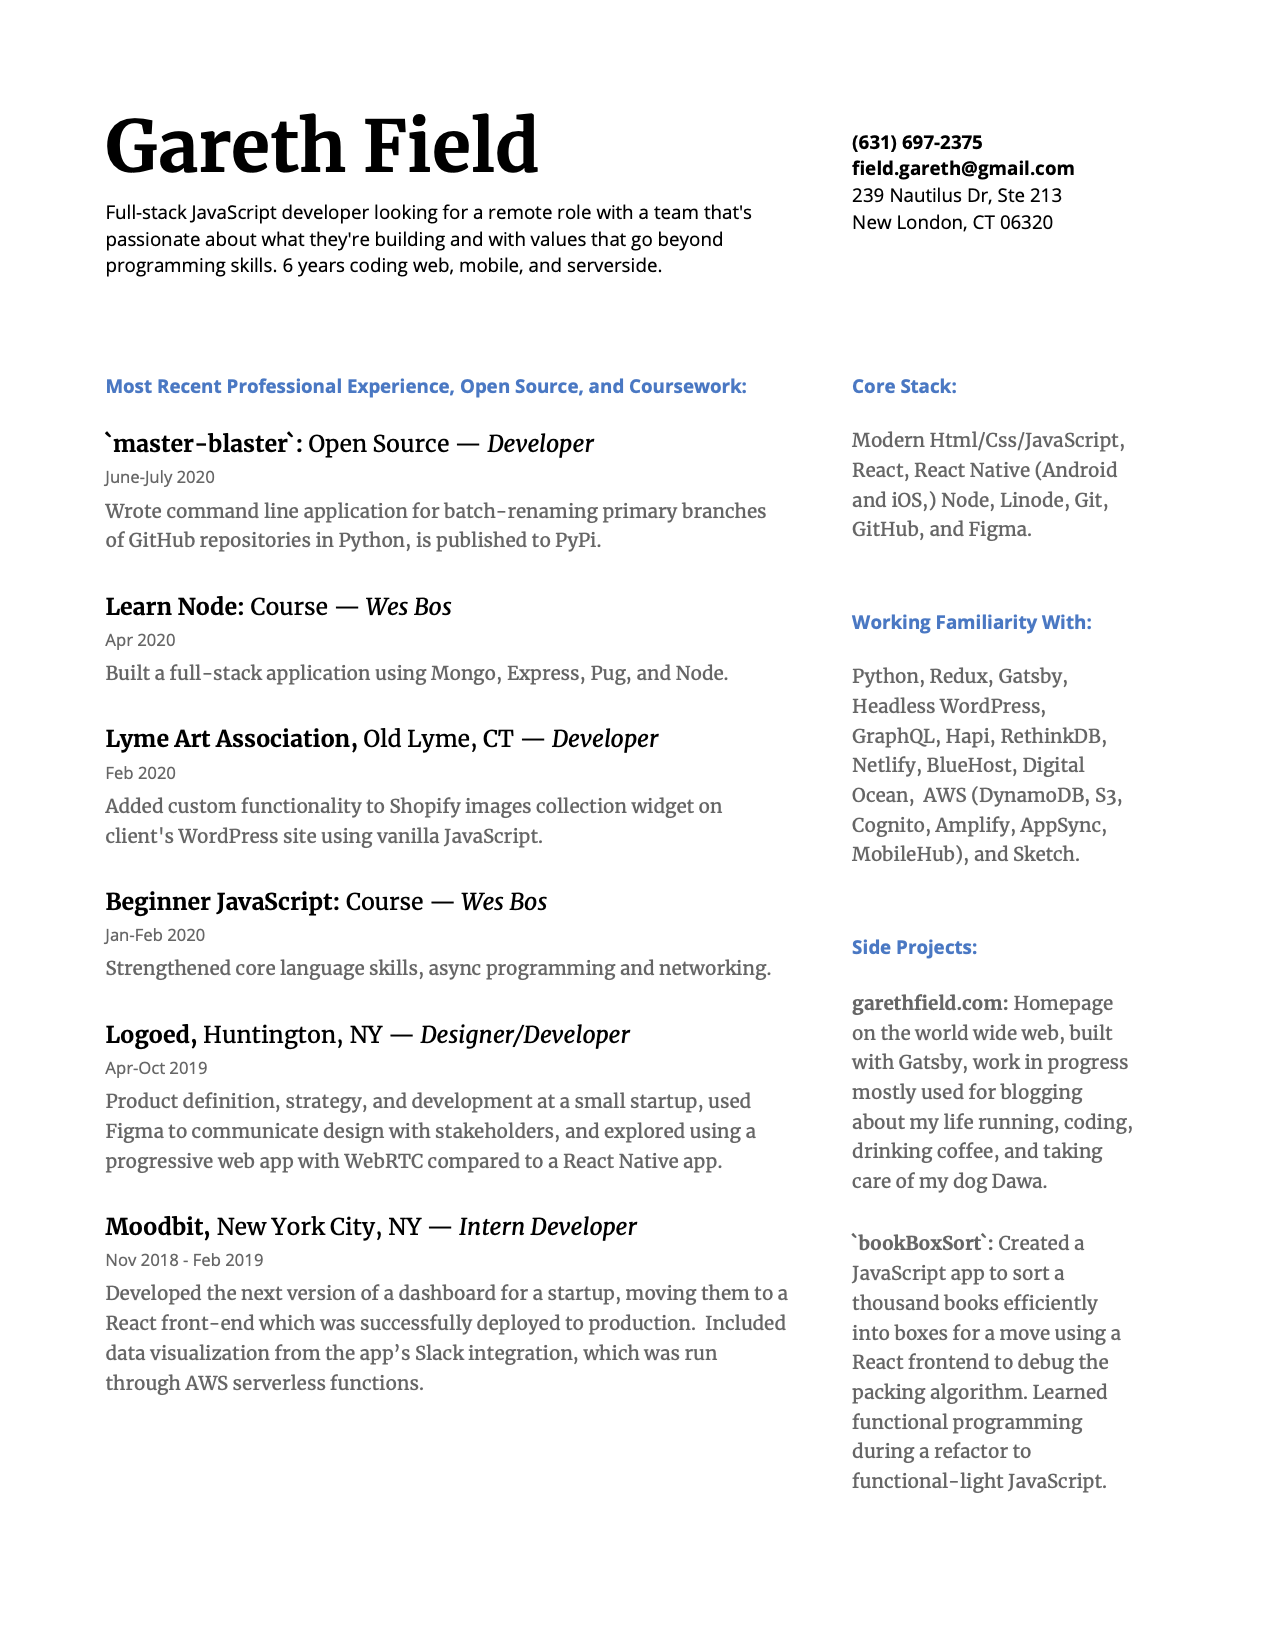 Gareth Field
Full-stack JavaScript developer looking for a remote role with a team that's
passionate about what they're building and with values that go beyond
programming skills. 6 years coding web, mobile, and serverside.
(631) 697-2375
field.gareth@gmail.com
239 Nautilus Dr, Ste 213
New London, CT 06320
Most Recent Professional Experience, Open Source, and Coursework:
`master-blaster`: Open Source — Developer
June-July 2020
Wrote command line application for batch-renaming primary branches
of GitHub repositories in Python, is published to PyPi.
Learn Node: Course — Wes Bos
Apr 2020
Built a full-stack application using Mongo, Express, Pug, and Node.
Lyme Art Association, Old Lyme, CT — Developer
Feb 2020
Added custom functionality to Shopify images collection widget on
client's WordPress site using vanilla JavaScript.
Beginner JavaScript: Course — Wes Bos
Jan-Feb 2020
Strengthened core language skills, async programming and networking.
Logoed, Huntington, NY — Designer/Developer
Apr-Oct 2019
Product definition, strategy, and development at a small startup, used
Figma to communicate design with stakeholders, and explored using a
progressive web app with WebRTC compared to a React Native app.
Moodbit, New York City, NY — Intern Developer
Nov 2018 - Feb 2019
Developed the next version of a dashboard for a startup, moving them to a
React front-end which was successfully deployed to production.  Included
data visualization from the app’s Slack integration, which was run
through AWS serverless functions.
Core Stack:
Modern Html/Css/JavaScript,
React, React Native (Android
and iOS,) Node, Linode, Git,
GitHub, and Figma.
Working Familiarity With:
Python, Redux, Gatsby,
Headless WordPress,
GraphQL, Hapi, RethinkDB,
Netlify, BlueHost, Digital
Ocean,  AWS (DynamoDB, S3,
Cognito, Amplify, AppSync,
MobileHub), and Sketch.
Side Projects:
garethfield.com: Homepage
on the world wide web, built
with Gatsby, work in progress
mostly used for blogging
about my life running, coding,
drinking coffee, and taking
care of my dog Dawa.
`bookBoxSort`: Created a
JavaScript app to sort a
thousand books efficiently
into boxes for a move using a
React frontend to debug the
packing algorithm. Learned
functional programming
during a refactor to
functional-light JavaScript.